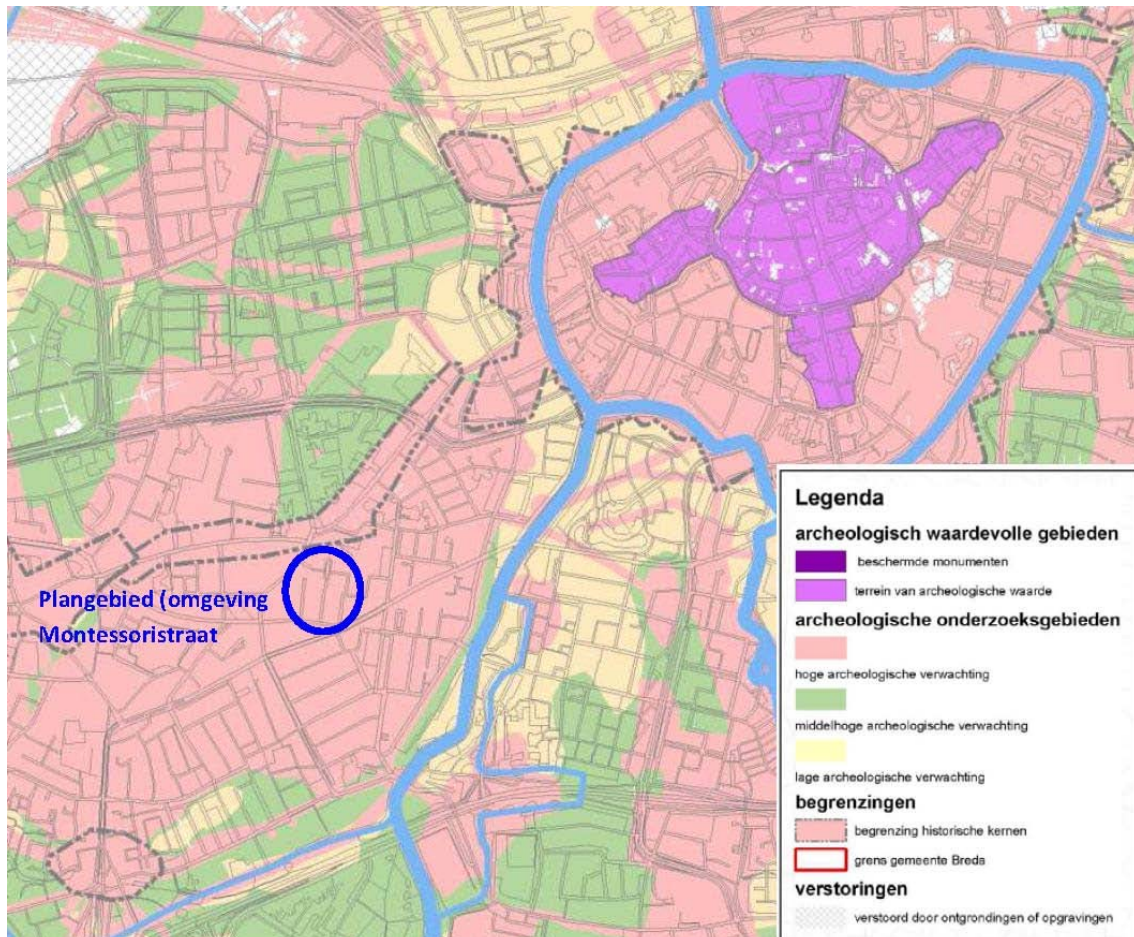 Plangebied (omgeving
Montessoristraat
Legenda
archeologisch waardevolle gebieden
beschermde monumenten
terrein van archeologische waarde
archeologische onderzoeksgebieden
hoge archeologische verwachting
middelhoge archeologische verwachting
lage archeologische verwachting
begrenzingen
begrenzing historische kernen
grens gemeente Breda
verstoringen
verstoord door ontgrondingen of opgravingen